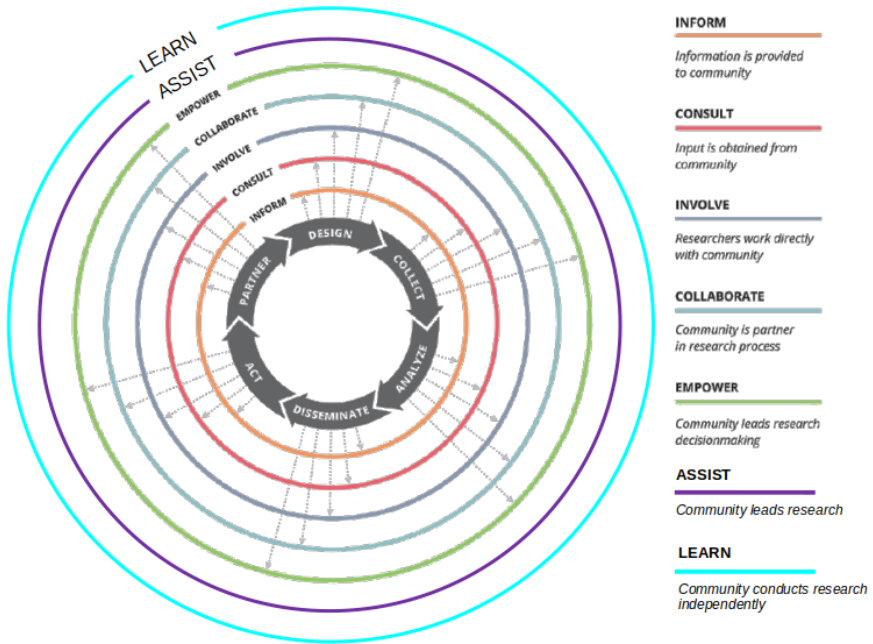 LEARN
ASSIST
EMPOWER
COLLABORATE
INVOLVE
CONSULT
INFORM
DESIGN
COLLECT
ANALYZE
DISSEMINATE
ACT
PARTNER
INFORM
Information is provided
to community
CONSULT
Input is obtained from
community
INVOLVE
Researchers work directly
with community
COLLABORATE
Community is partner
in research process
EMPOWER
Community leads research
decisionmaking
ASSIST
Community leads research
LEARN
Community conducts research
independently